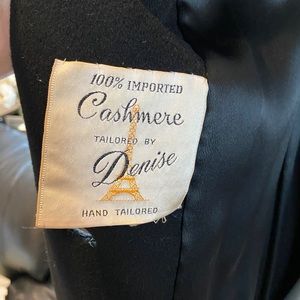 100% IMPORTED
Cashmere
TAILORED BY
Denise
HAND TAILORED